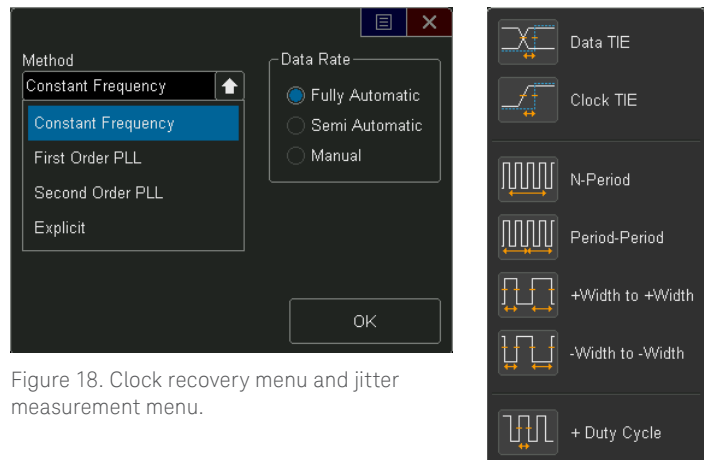 Method
Constant Frequency
Constant Frequency
First Order PLL
Second Order PLL
Explicit
Data Rate
Fully Automatic
Semi Automatic
Manual
OK
Figure 18. Clock recovery menu and jitter
measurement menu.
Data TIE
Clock TIE
N-Period
Period-Period
+Width to +Width
-Width to -Width
+ Duty Cycle